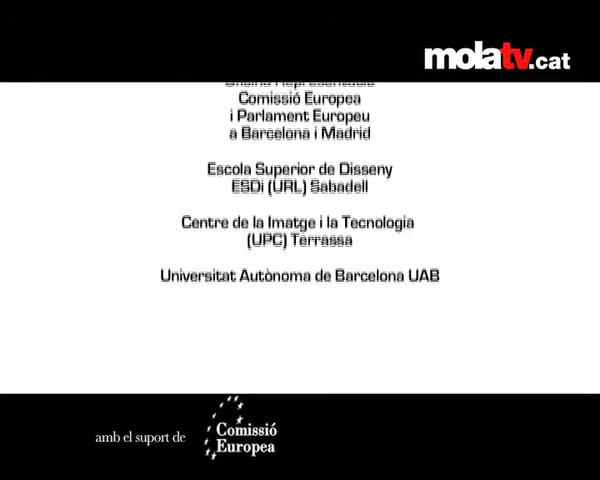 molatv.cat
Comissió Europea
i Parlament Europeu
a Barcelona i Madrid
Escola Superior de Disseny
ESDi (URL) Sabadell
Centre de la Imatge i la Tecnologia
(UPC) Terrassa
Universitat Autònoma de Barcelona UAB
amb el suport de
Comissió
Europea